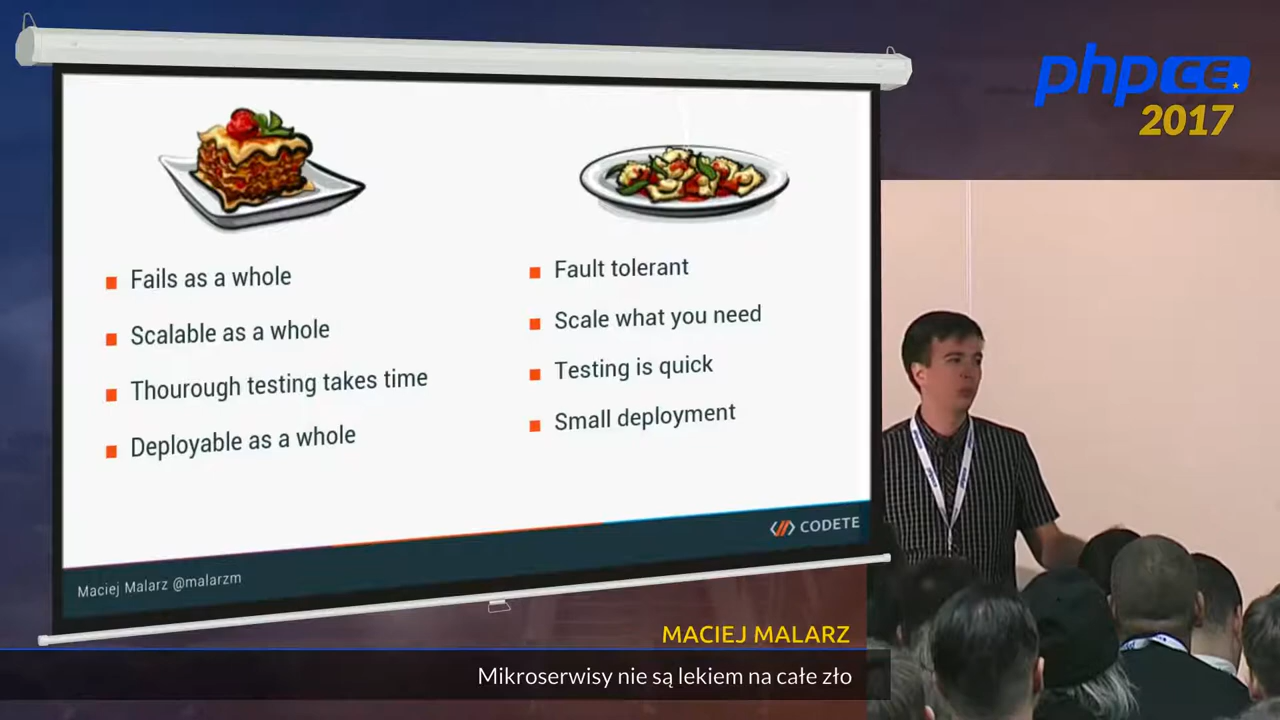 phpCE
2017
Fails as a whole
Scalable as a whole
Thourough testing takes time
Deployable as a whole
Fault tolerant
Scale what you need
Testing is quick
Small deployment
CODETE
Maciej Malarz @malarzm
MACIEJ MALARZ
Mikroserwisy nie są lekiem na całe zło